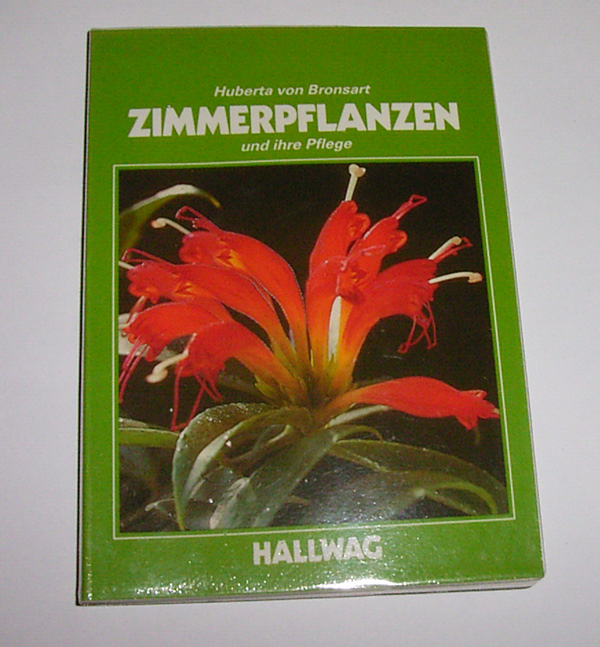 Huberta von Bronsart
ZIMMERPFLANZEN
und ihre Pflege
HALLWAG